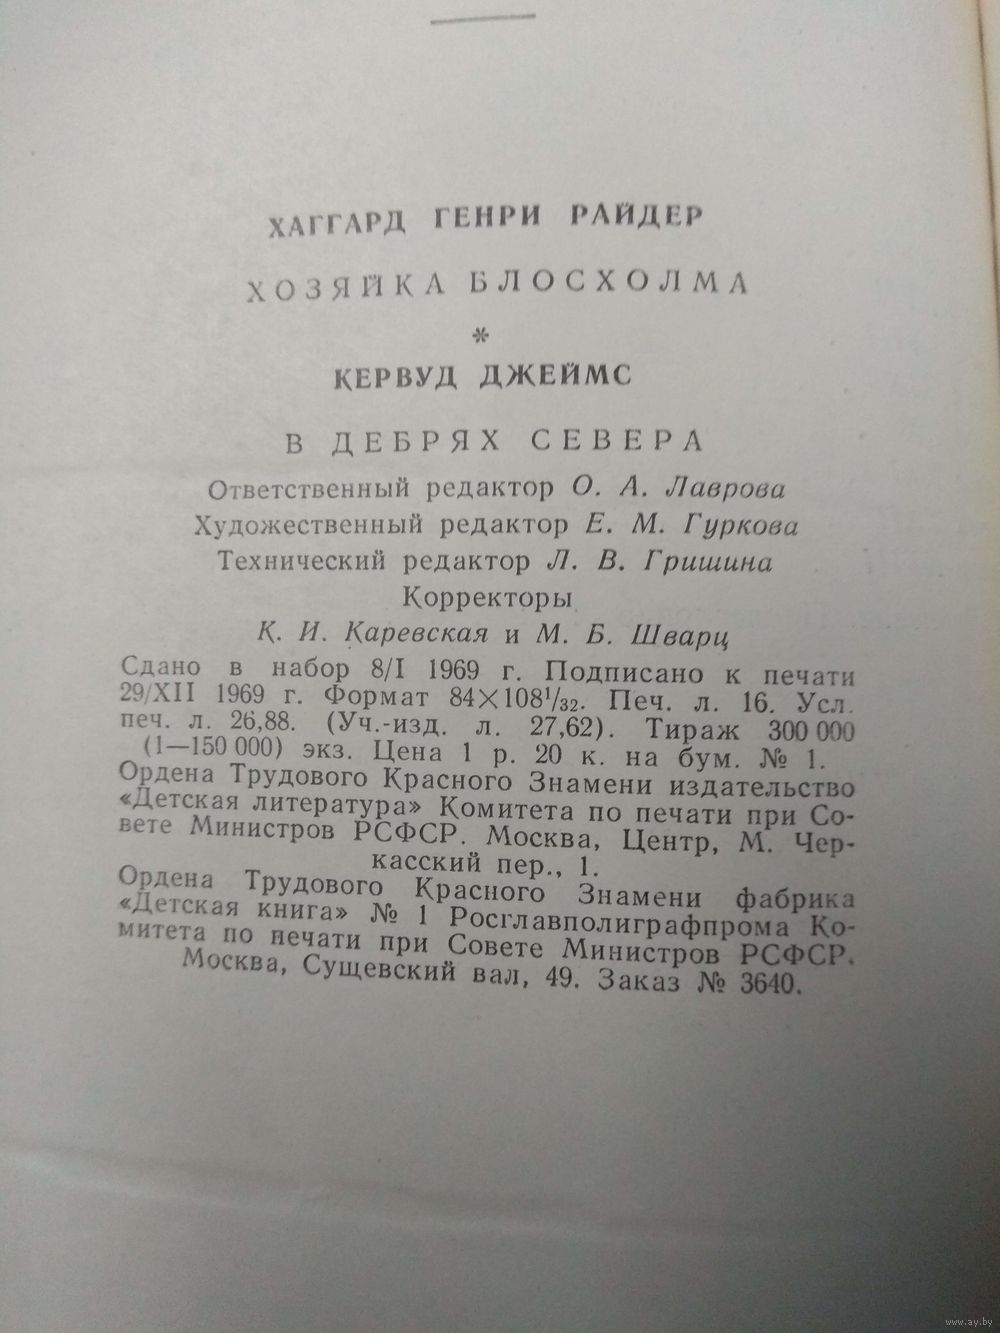 ХАГГАРД ГЕНРИ РАЙДЕР
ХОЗЯЙКА БЛОСХОЛМА
*
КЕРВУД ДЖЕЙМС
В ДЕБРЯХ СЕВЕРА
Ответственный редактор О. А. Лаврова
Художественный редактор Е. М. Гуркова
Технический редактор Л. В. Гришина
Корректоры
К. И. Каревская и М. Б. Шварц
Сдано в набор 8/I 1969 г. Подписано к печати
29/XII 1969 г. Формат 84×108¹/₃₂. Печ. л. 16. Усл.
печ. л. 26,88. (Уч.-изд. л. 27,62). Тираж 300 000
(1—150 000) экз. Цена 1 р. 20 к. на бум. № 1.
Ордена Трудового Красного Знамени издательство
«Детская литература» Комитета по печати при Со-
вете Министров РСФСР. Москва, Центр, М. Чер-
касский пер., 1.
Ордена Трудового Красного Знамени фабрика
«Детская книга» № 1 Росглавполиграфпрома Ко-
митета по печати при Совете Министров РСФСР.
Москва, Сущевский вал, 49. Заказ № 3640.
www.ay.by